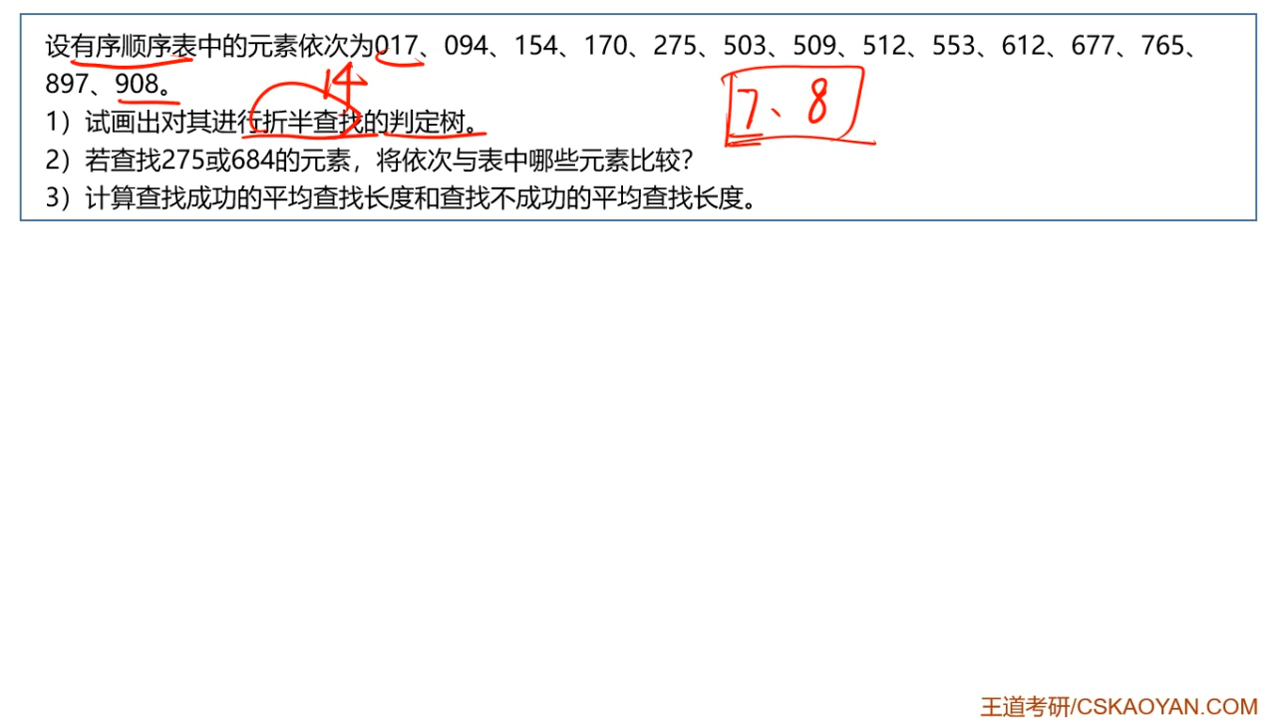 设有序顺序表中的元素依次为017、094、154、170、275、503、509、512、553、612、677、765、
897、908。
14
7、8
1）试画出对其进行折半查找的判定树。
2）若查找275或684的元素，将依次与表中哪些元素比较？
3）计算查找成功的平均查找长度和查找不成功的平均查找长度。
王道考研/CSKAOYAN.COM